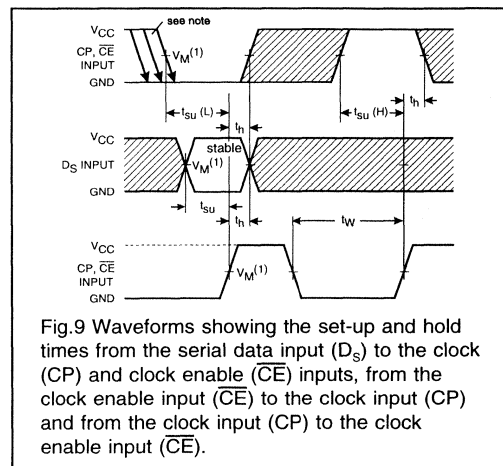 see note
VCC
CP, CE
INPUT
VM(1)
GND
tsu (L)
th
tsu (H)
th
VCC
stable
DS INPUT
VM(1)
GND
tsu
th
tW
VCC
CP, CE
INPUT
VM(1)
GND
Fig.9 Waveforms showing the set-up and hold
times from the serial data input (DS) to the clock
(CP) and clock enable (CE) inputs, from the
clock enable input (CE) to the clock input (CP)
and from the clock input (CP) to the clock
enable input (CE).